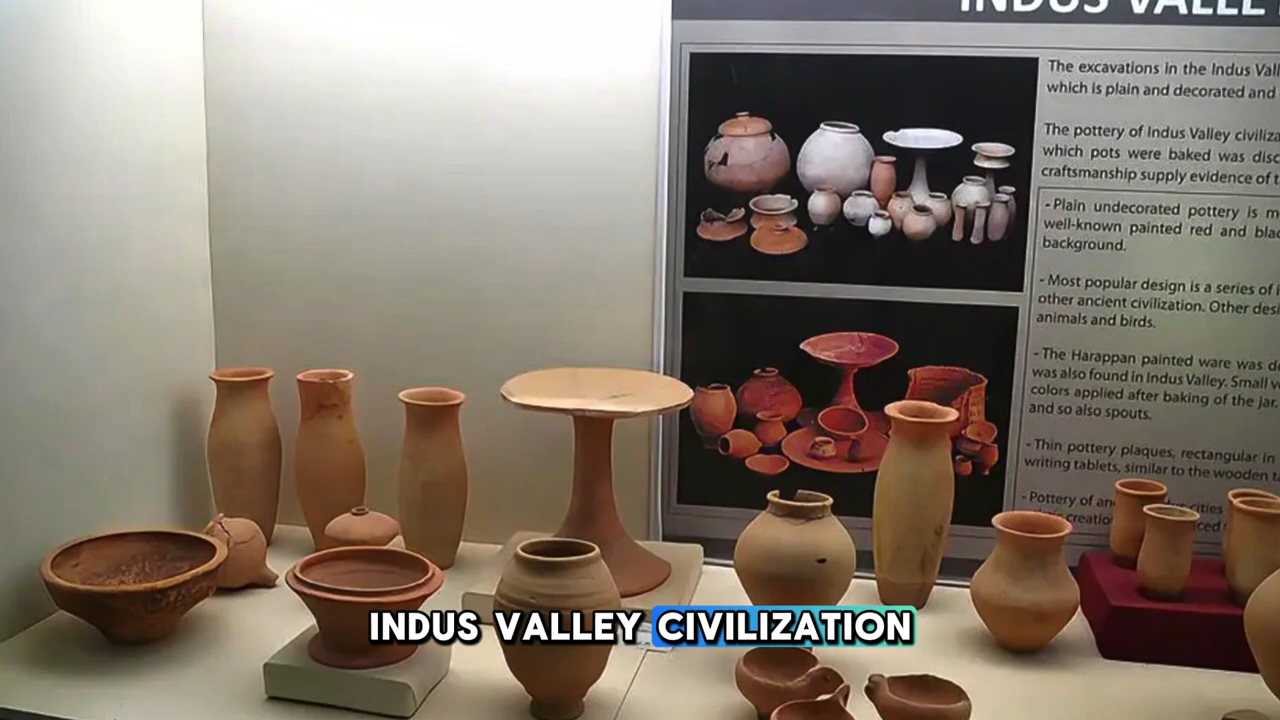 INDUS VALLE
The excavations in the Indus Vall
which is plain and decorated and
The pottery of Indus Valley civiliza
which pots were baked was disc
craftsmanship supply evidence of t
- Plain undecorated pottery is m
well-known painted red and blac
background.
- Most popular design is a series of i
other ancient civilization. Other desi
animals and birds.
- The Harappan painted ware was de
was also found in Indus Valley. Small v
colors applied after baking of the jar.
and so also spouts.
- Thin pottery plaques, rectangular in
writing tablets, similar to the wooden ta
- Pottery of cities
INDUS VALLEY CIVILIZATION